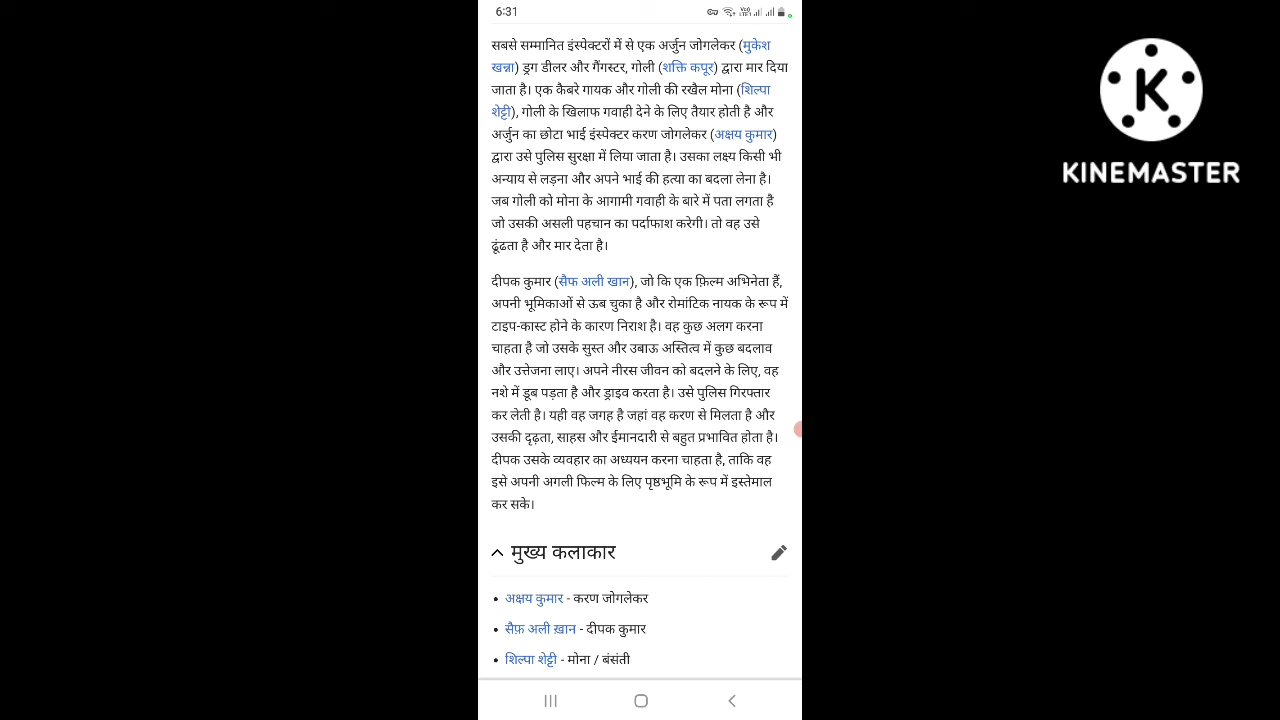 6:31
सबसे सम्मानित इंस्पेक्टरों में से एक अर्जुन जोगलेकर (मुकेश
खन्ना) ड्रग डीलर और गैंगस्टर, गोली (शक्ति कपूर) द्वारा मार दिया
जाता है। एक कैबरे गायक और गोली की रखैल मोना (शिल्पा
शेट्टी), गोली के खिलाफ गवाही देने के लिए तैयार होती है और
अर्जुन का छोटा भाई इंस्पेक्टर करण जोगलेकर (अक्षय कुमार)
द्वारा उसे पुलिस सुरक्षा में लिया जाता है। उसका लक्ष्य किसी भी
अन्याय से लड़ना और अपने भाई की हत्या का बदला लेना है।
जब गोली को मोना के आगामी गवाही के बारे में पता लगता है
जो उसकी असली पहचान का पर्दाफाश करेगी। तो वह उसे
ढूंढता है और मार देता है।
दीपक कुमार (सैफ अली खान), जो कि एक फ़िल्म अभिनेता हैं,
अपनी भूमिकाओं से ऊब चुका है और रोमांटिक नायक के रूप में
टाइप-कास्ट होने के कारण निराश है। वह कुछ अलग करना
चाहता है जो उसके सुस्त और उबाऊ अस्तित्व में कुछ बदलाव
और उत्तेजना लाए। अपने नीरस जीवन को बदलने के लिए, वह
नशे में डूब पड़ता है और ड्राइव करता है। उसे पुलिस गिरफ्तार
कर लेती है। यही वह जगह है जहां वह करण से मिलता है और
उसकी दृढ़ता, साहस और ईमानदारी से बहुत प्रभावित होता है।
दीपक उसके व्यवहार का अध्ययन करना चाहता है, ताकि वह
इसे अपनी अगली फिल्म के लिए पृष्ठभूमि के रूप में इस्तेमाल
कर सके।
मुख्य कलाकार
अक्षय कुमार - करण जोगलेकर
सैफ़ अली ख़ान - दीपक कुमार
शिल्पा शेट्टी - मोना / बंसंती
K
KINEMASTER